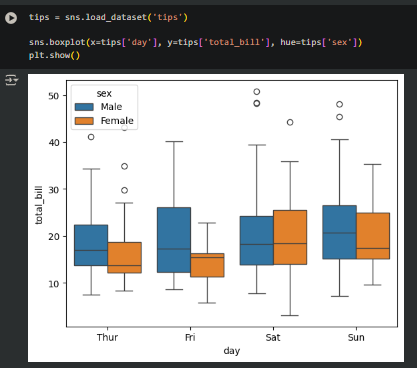 tips = sns.load_dataset('tips')
sns.boxplot(x=tips['day'], y=tips['total_bill'], hue=tips['sex'])
plt.show()
sex
Male
Female
50
40
30
20
10
total_bill
Thur Fri Sat Sun
day